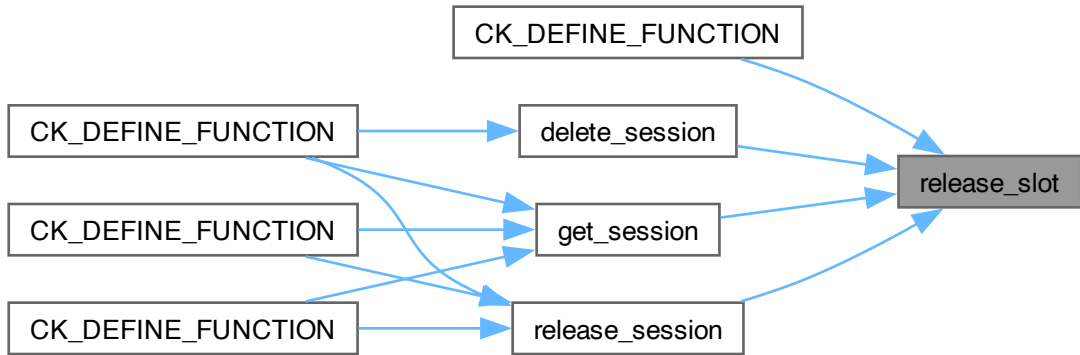 CK_DEFINE_FUNCTION
CK_DEFINE_FUNCTION
delete_session
release_slot
CK_DEFINE_FUNCTION
get_session
CK_DEFINE_FUNCTION
release_session